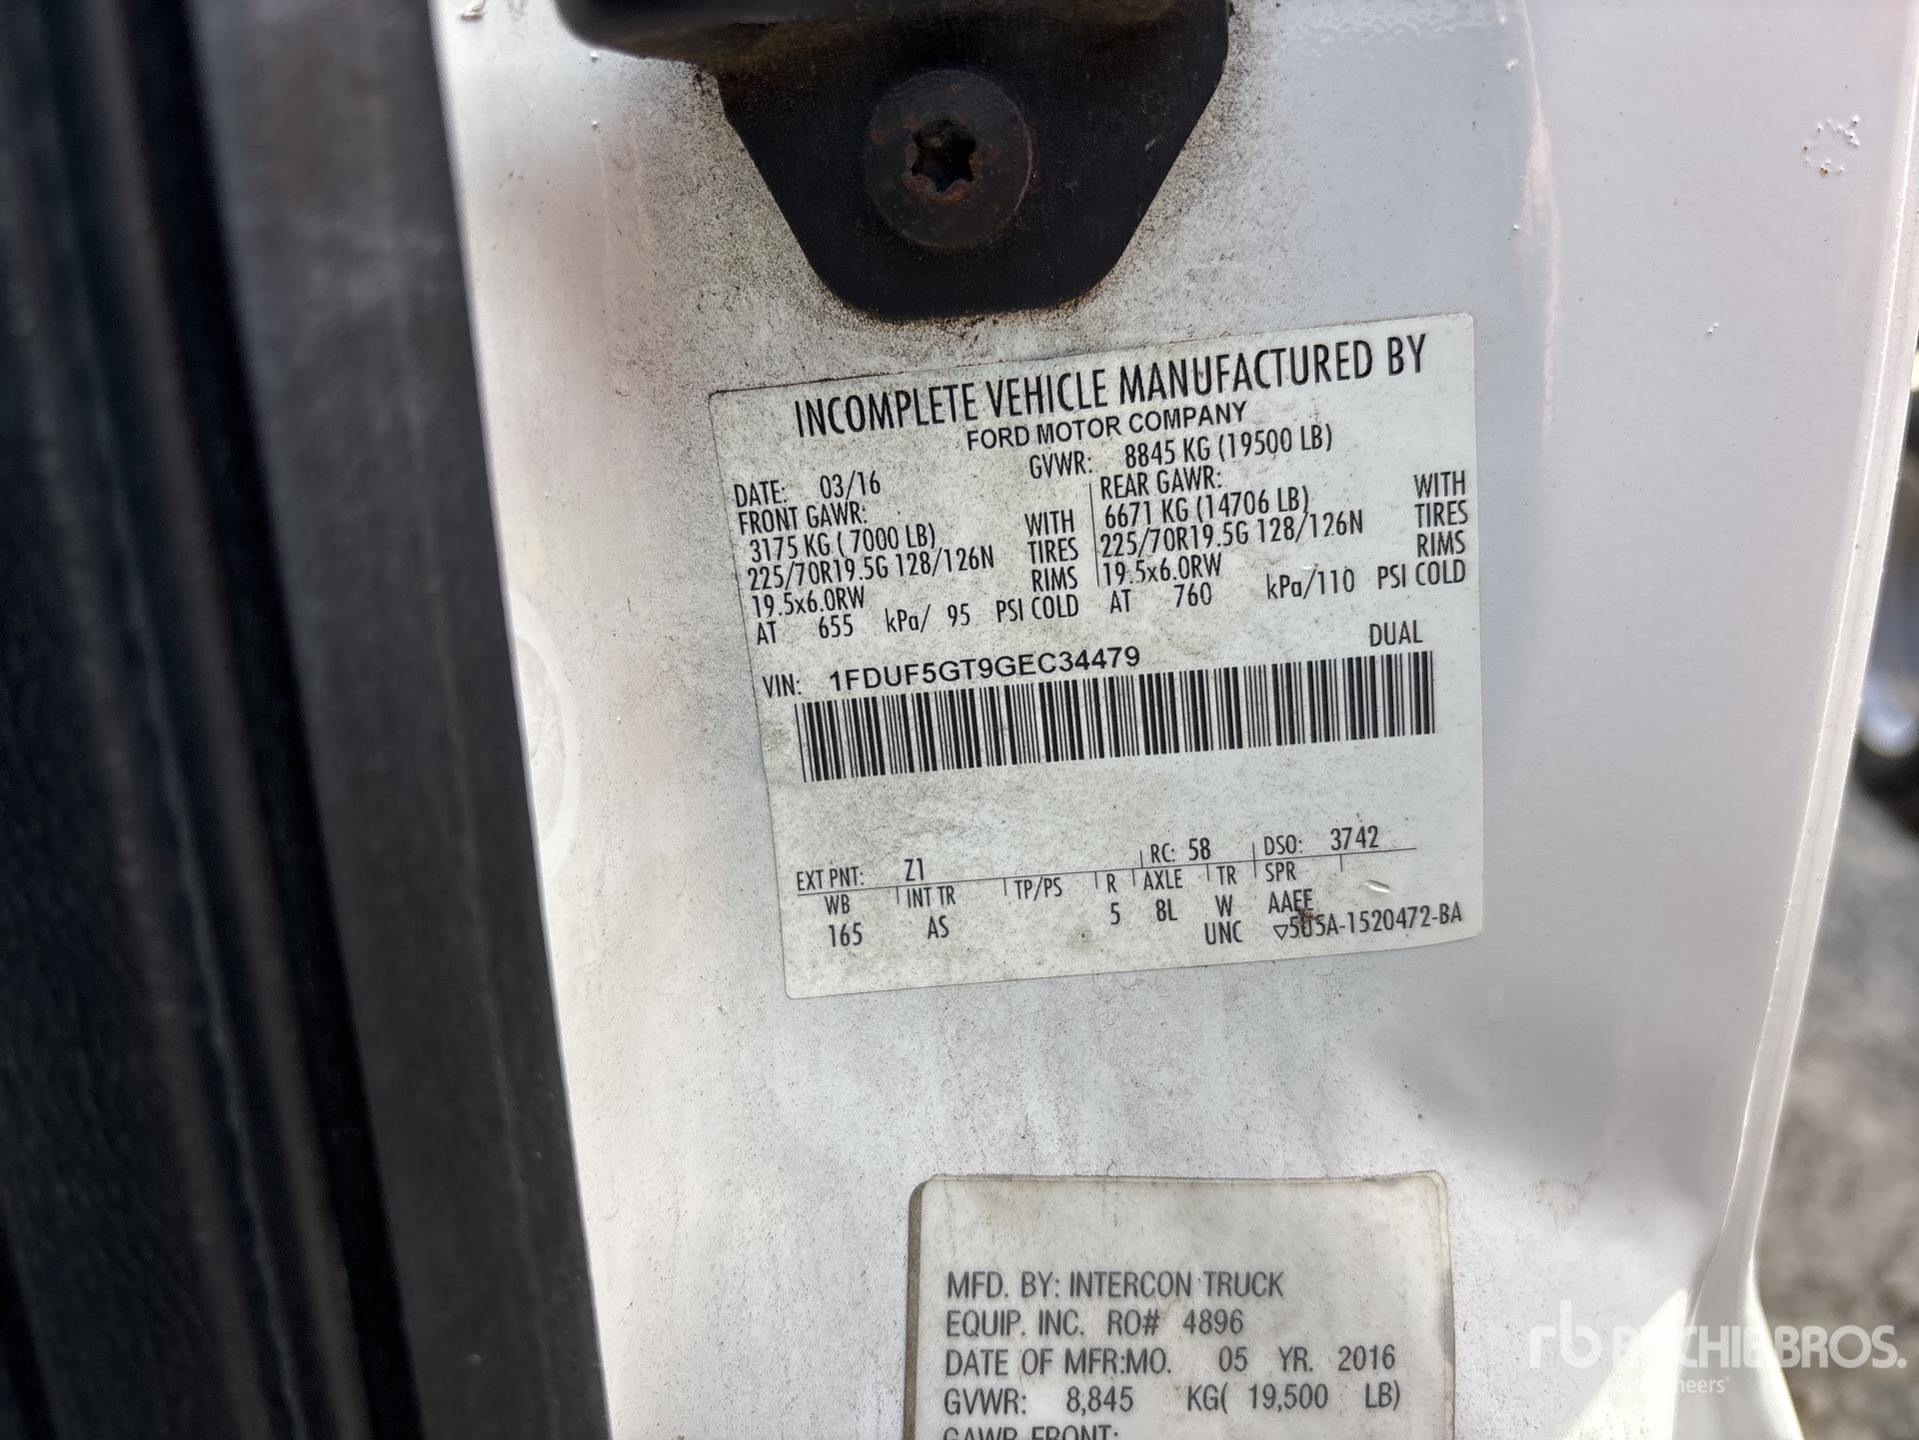 INCOMPLETE VEHICLE MANUFACTURED BY
FORD MOTOR COMPANY
DATE: 03/16 GVWR: 8845 KG (19500 LB)
FRONT GAWR: REAR GAWR:
3175 KG ( 7000 LB) WITH 6671 KG (14706 LB) WITH
225/70R19.5G 128/126N TIRES 225/70R19.5G 128/126N TIRES
19.5x6.0RW RIMS 19.5x6.0RW RIMS
AT 655 kPa/ 95 PSI COLD AT 760 kPa/110 PSI COLD
DUAL
VIN: 1FDUF5GT9GEC34479
EXT PNT: Z1 RC: 58 DSO: 3742
WB INT TR TP/PS R AXLE TR SPR
165 AS 5 8L W AAEE
UNC ▽5U5A-1520472-BA
MFD. BY: INTERCON TRUCK
EQUIP. INC. RO# 4896
DATE OF MFR:MO. 05 YR. 2016
GVWR: 8,845 KG( 19,500 LB)
GAWR FRONT:
rb RITCHIE BROS.
Auctioneers